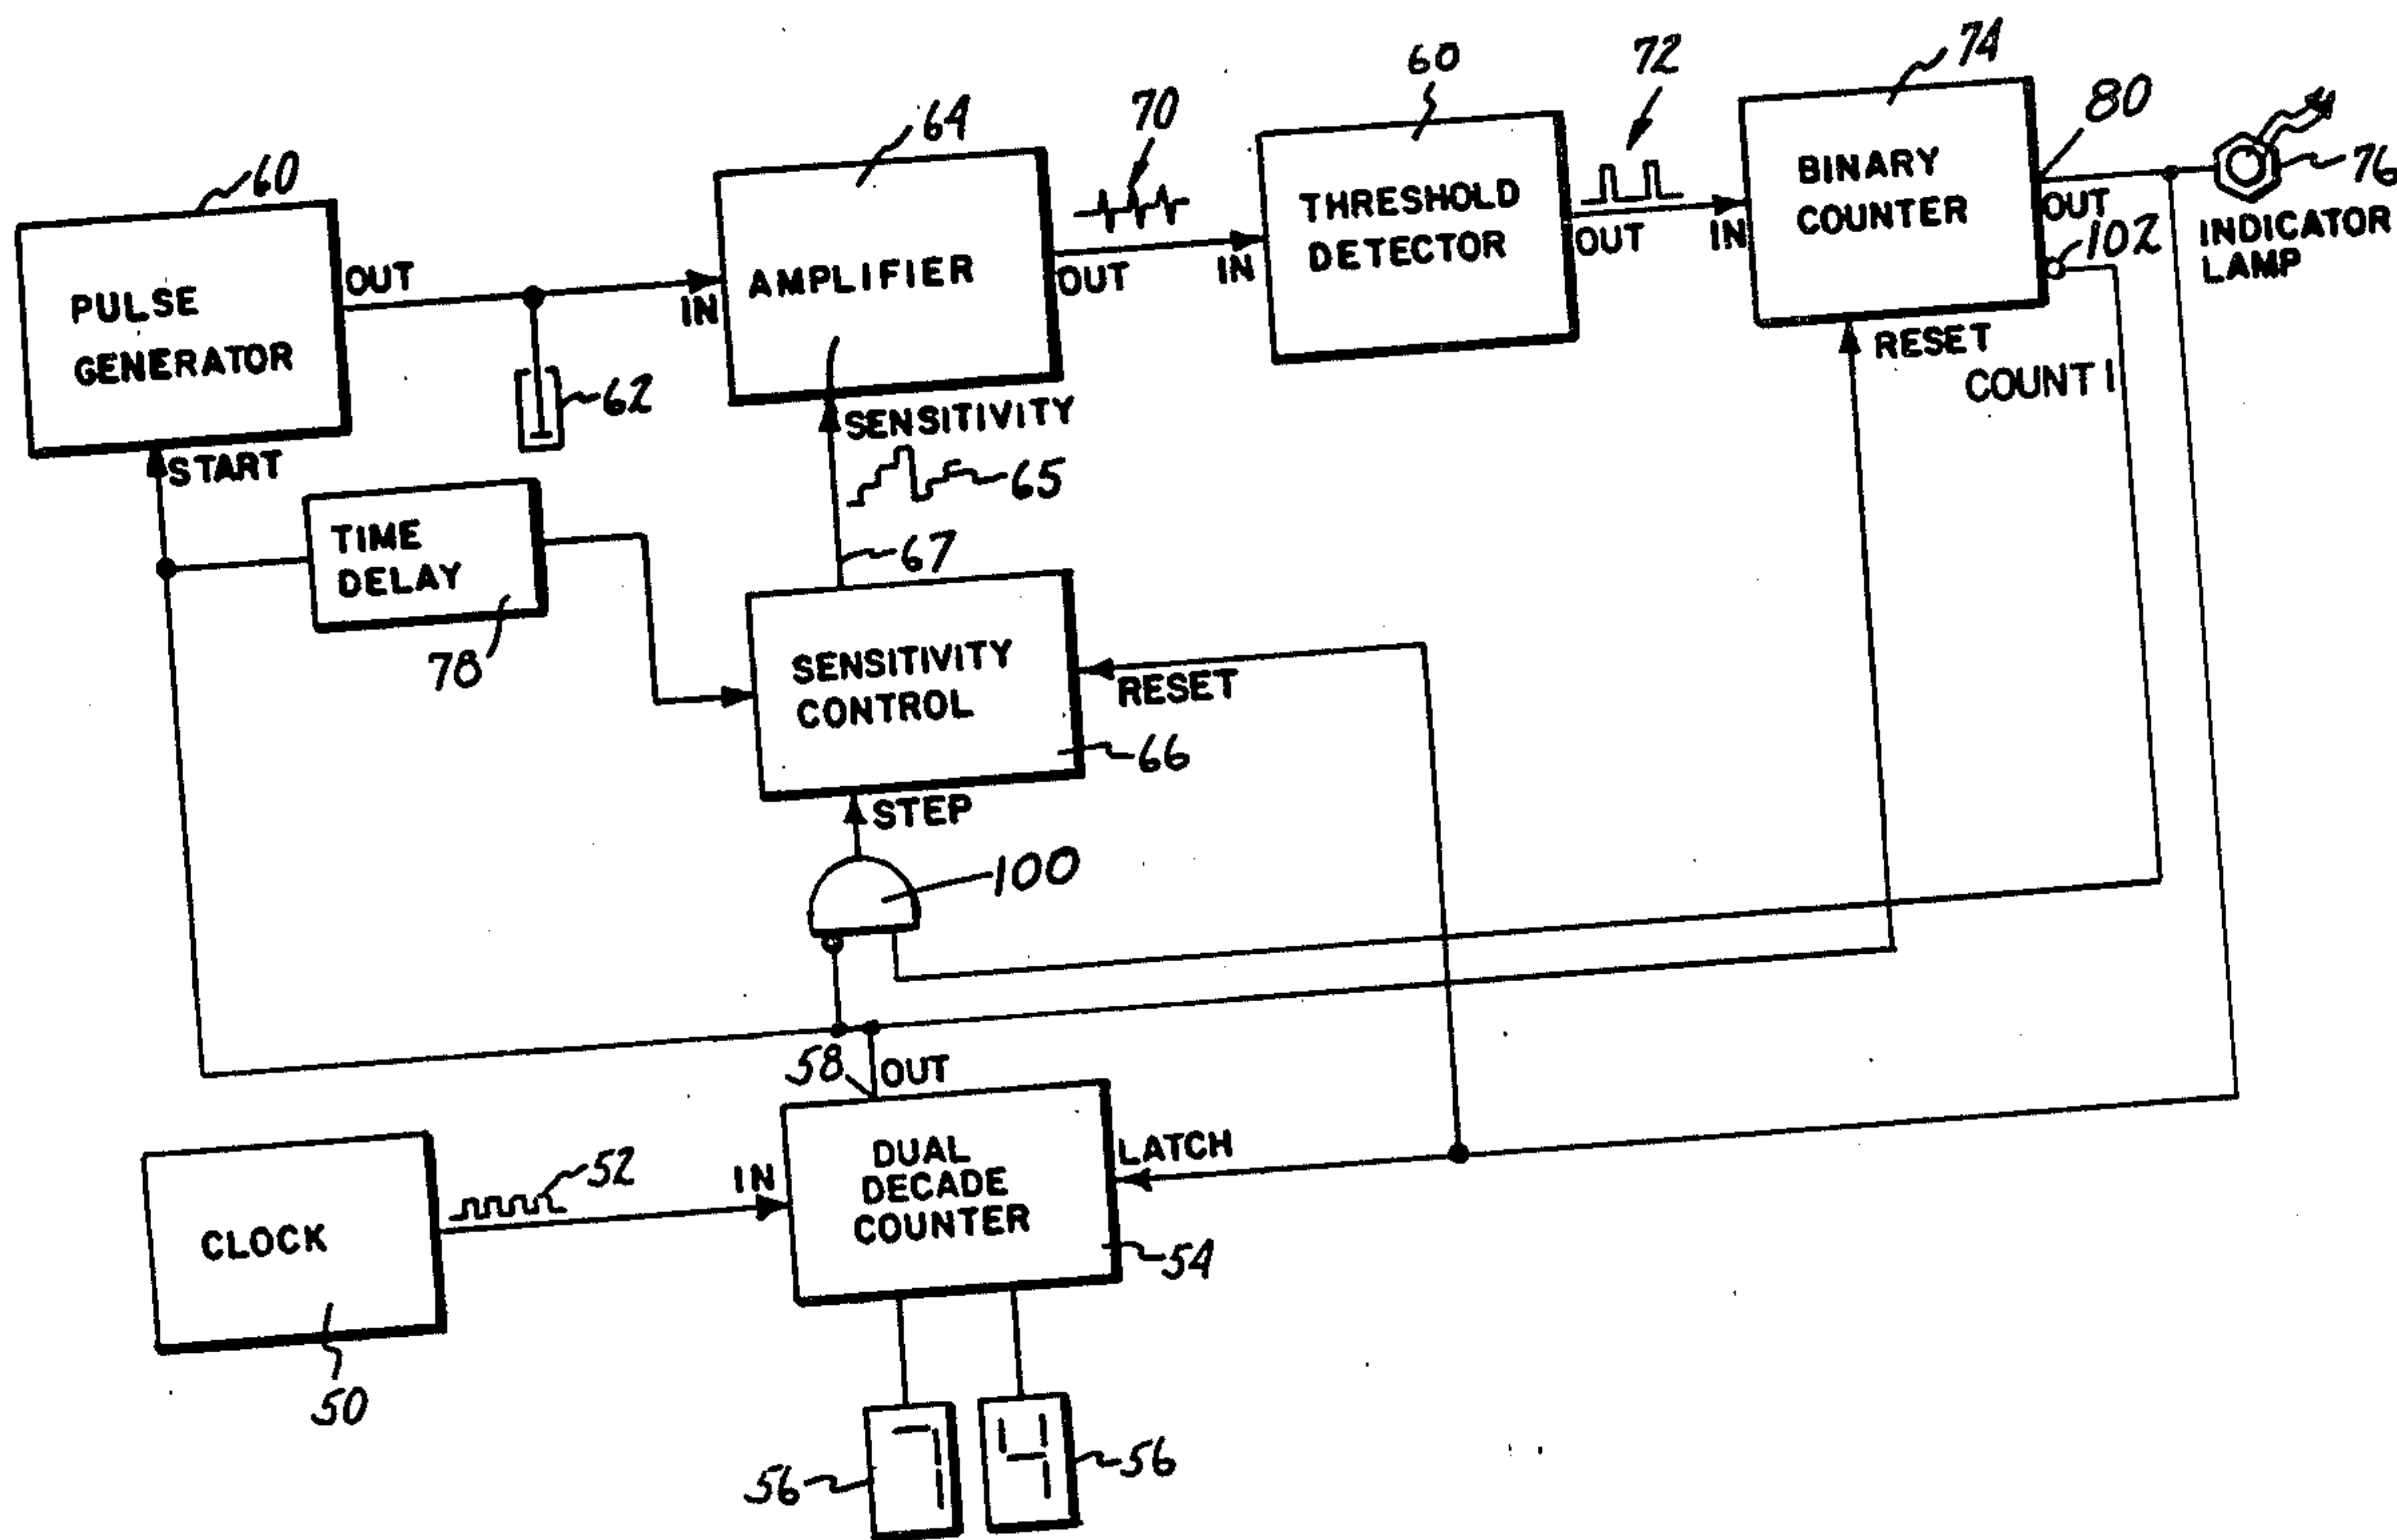 60
PULSE
GENERATOR
OUT
START
62
64
AMPLIFIER
IN
OUT
SENSITIVITY
65
67
70
60
THRESHOLD
DETECTOR
IN
OUT
72
74
BINARY
COUNTER
IN
OUT
80
102
RESET
COUNT 1
76
INDICATOR
LAMP
TIME
DELAY
78
SENSITIVITY
CONTROL
RESET
66
STEP
100
58
OUT
DUAL
DECADE
COUNTER
IN
LATCH
54
CLOCK
52
50
56
74
56